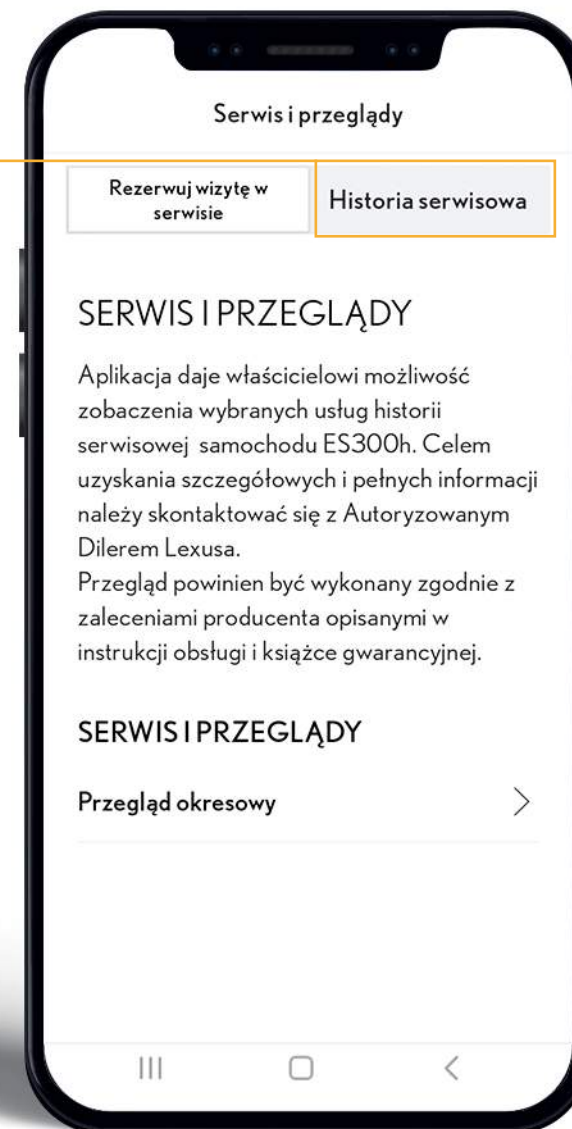 Serwis i przeglądy
Rezerwuj wizytę w
serwisie
Historia serwisowa
SERWIS I PRZEGLĄDY
Aplikacja daje właścicielowi możliwość
zobaczenia wybranych usług historii
serwisowej samochodu ES300h. Celem
uzyskania szczegółowych i pełnych informacji
należy skontaktować się z Autoryzowanym
Dilerem Lexusa.
Przegląd powinien być wykonany zgodnie z
zaleceniami producenta opisanymi w
instrukcji obsługi i książce gwarancyjnej.
SERWIS I PRZEGLĄDY
Przegląd okresowy